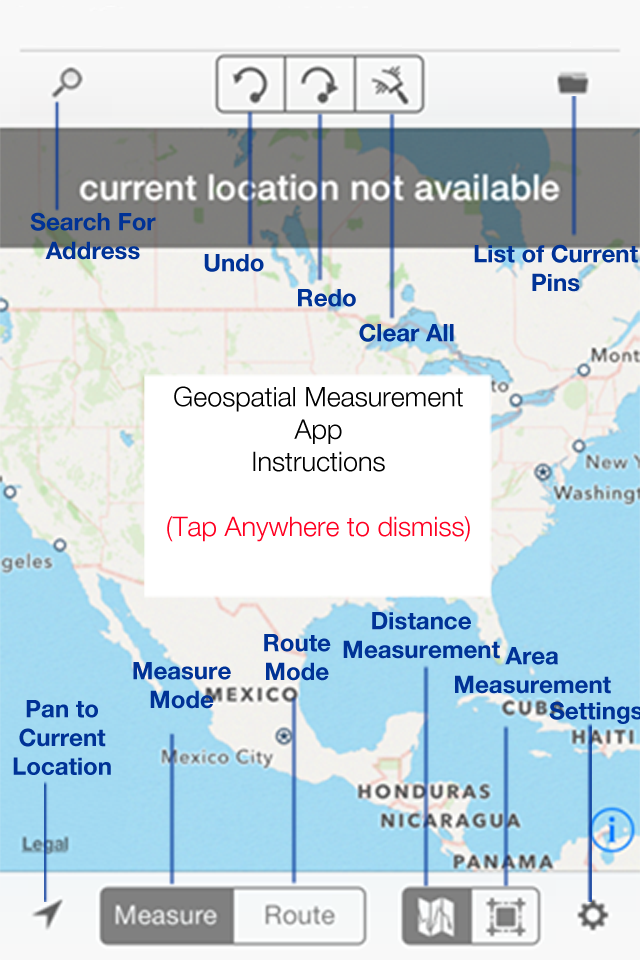 current location not available
Search For
Address
Undo
Redo
Clear All
List of Current
Pins
Mont
to
New Y
Washingt
geles
Geospatial Measurement
App
Instructions
(Tap Anywhere to dismiss)
Distance
Measurement
Route
Mode
Area
Measurement
Measure
Mode
MEXICO
CUBA
Settings
Pan to
Current
Location
HAITI
Mexico City
HONDURAS
NICARAGUA
i
Legal
PANAMA
Measure
Route